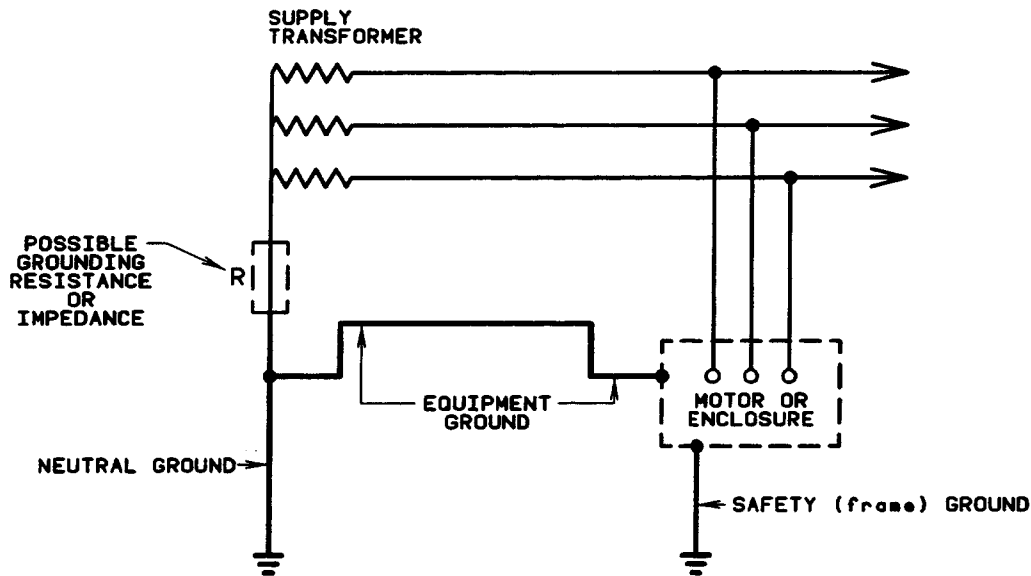 SUPPLY
TRANSFORMER
POSSIBLE
GROUNDING
RESISTANCE
OR
IMPEDANCE
R
EQUIPMENT
GROUND
MOTOR OR
ENCLOSURE
NEUTRAL GROUND
SAFETY (frame) GROUND